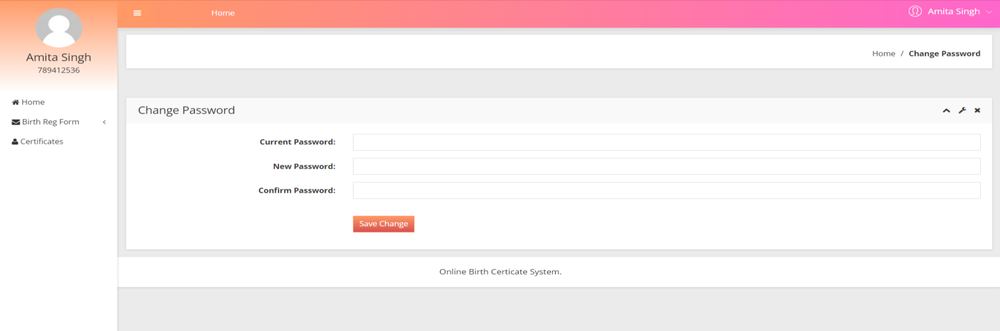 Amita Singh
789412536
Home
Birth Reg Form
Certificates
Home
Amita Singh
Home / Change Password
Change Password
Current Password:
New Password:
Confirm Password:
Save Change
Online Birth Certicate System.